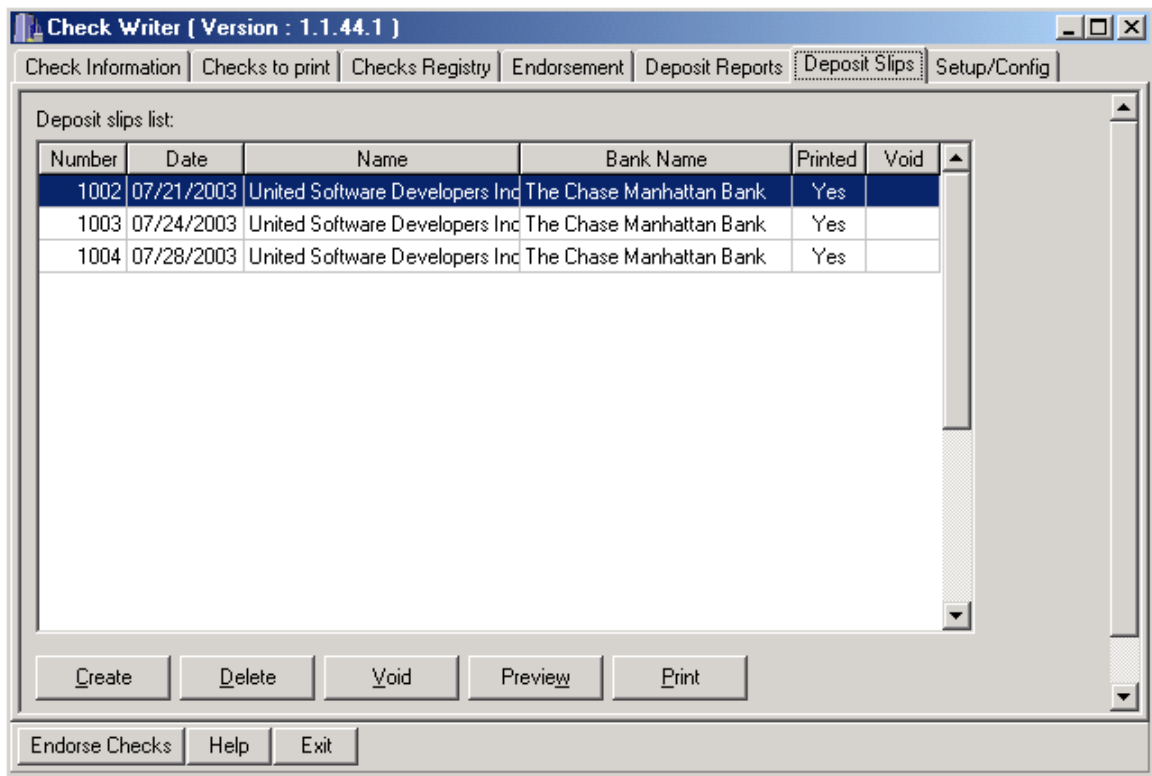 Check Writer ( Version : 1.1.44.1 )
Check Information Checks to print Checks Registry Endorsement Deposit Reports Deposit Slips Setup/Config
Deposit slips list:
Number Date Name Bank Name Printed Void
1002 07/21/2003 United Software Developers Inc The Chase Manhattan Bank Yes
1003 07/24/2003 United Software Developers Inc The Chase Manhattan Bank Yes
1004 07/28/2003 United Software Developers Inc The Chase Manhattan Bank Yes
Create Delete Void Preview Print
Endorse Checks Help Exit